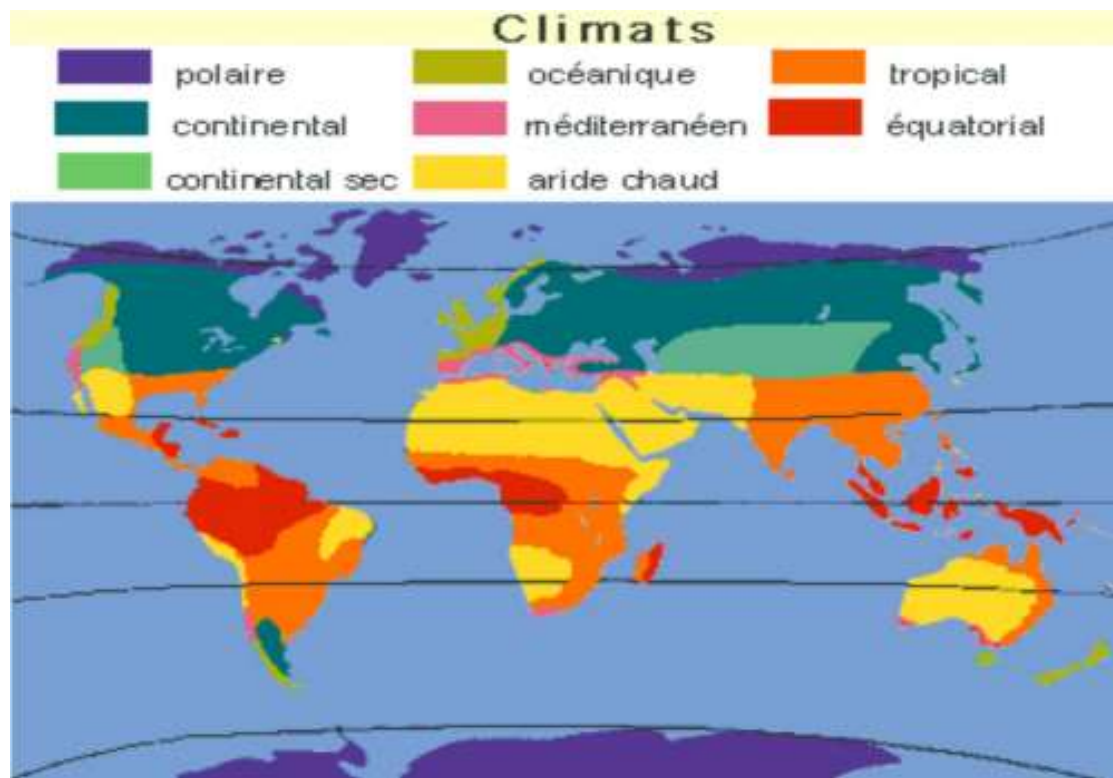 Climats
polaire océanique tropical
continental méditerranéen équatorial
continental sec aride chaud